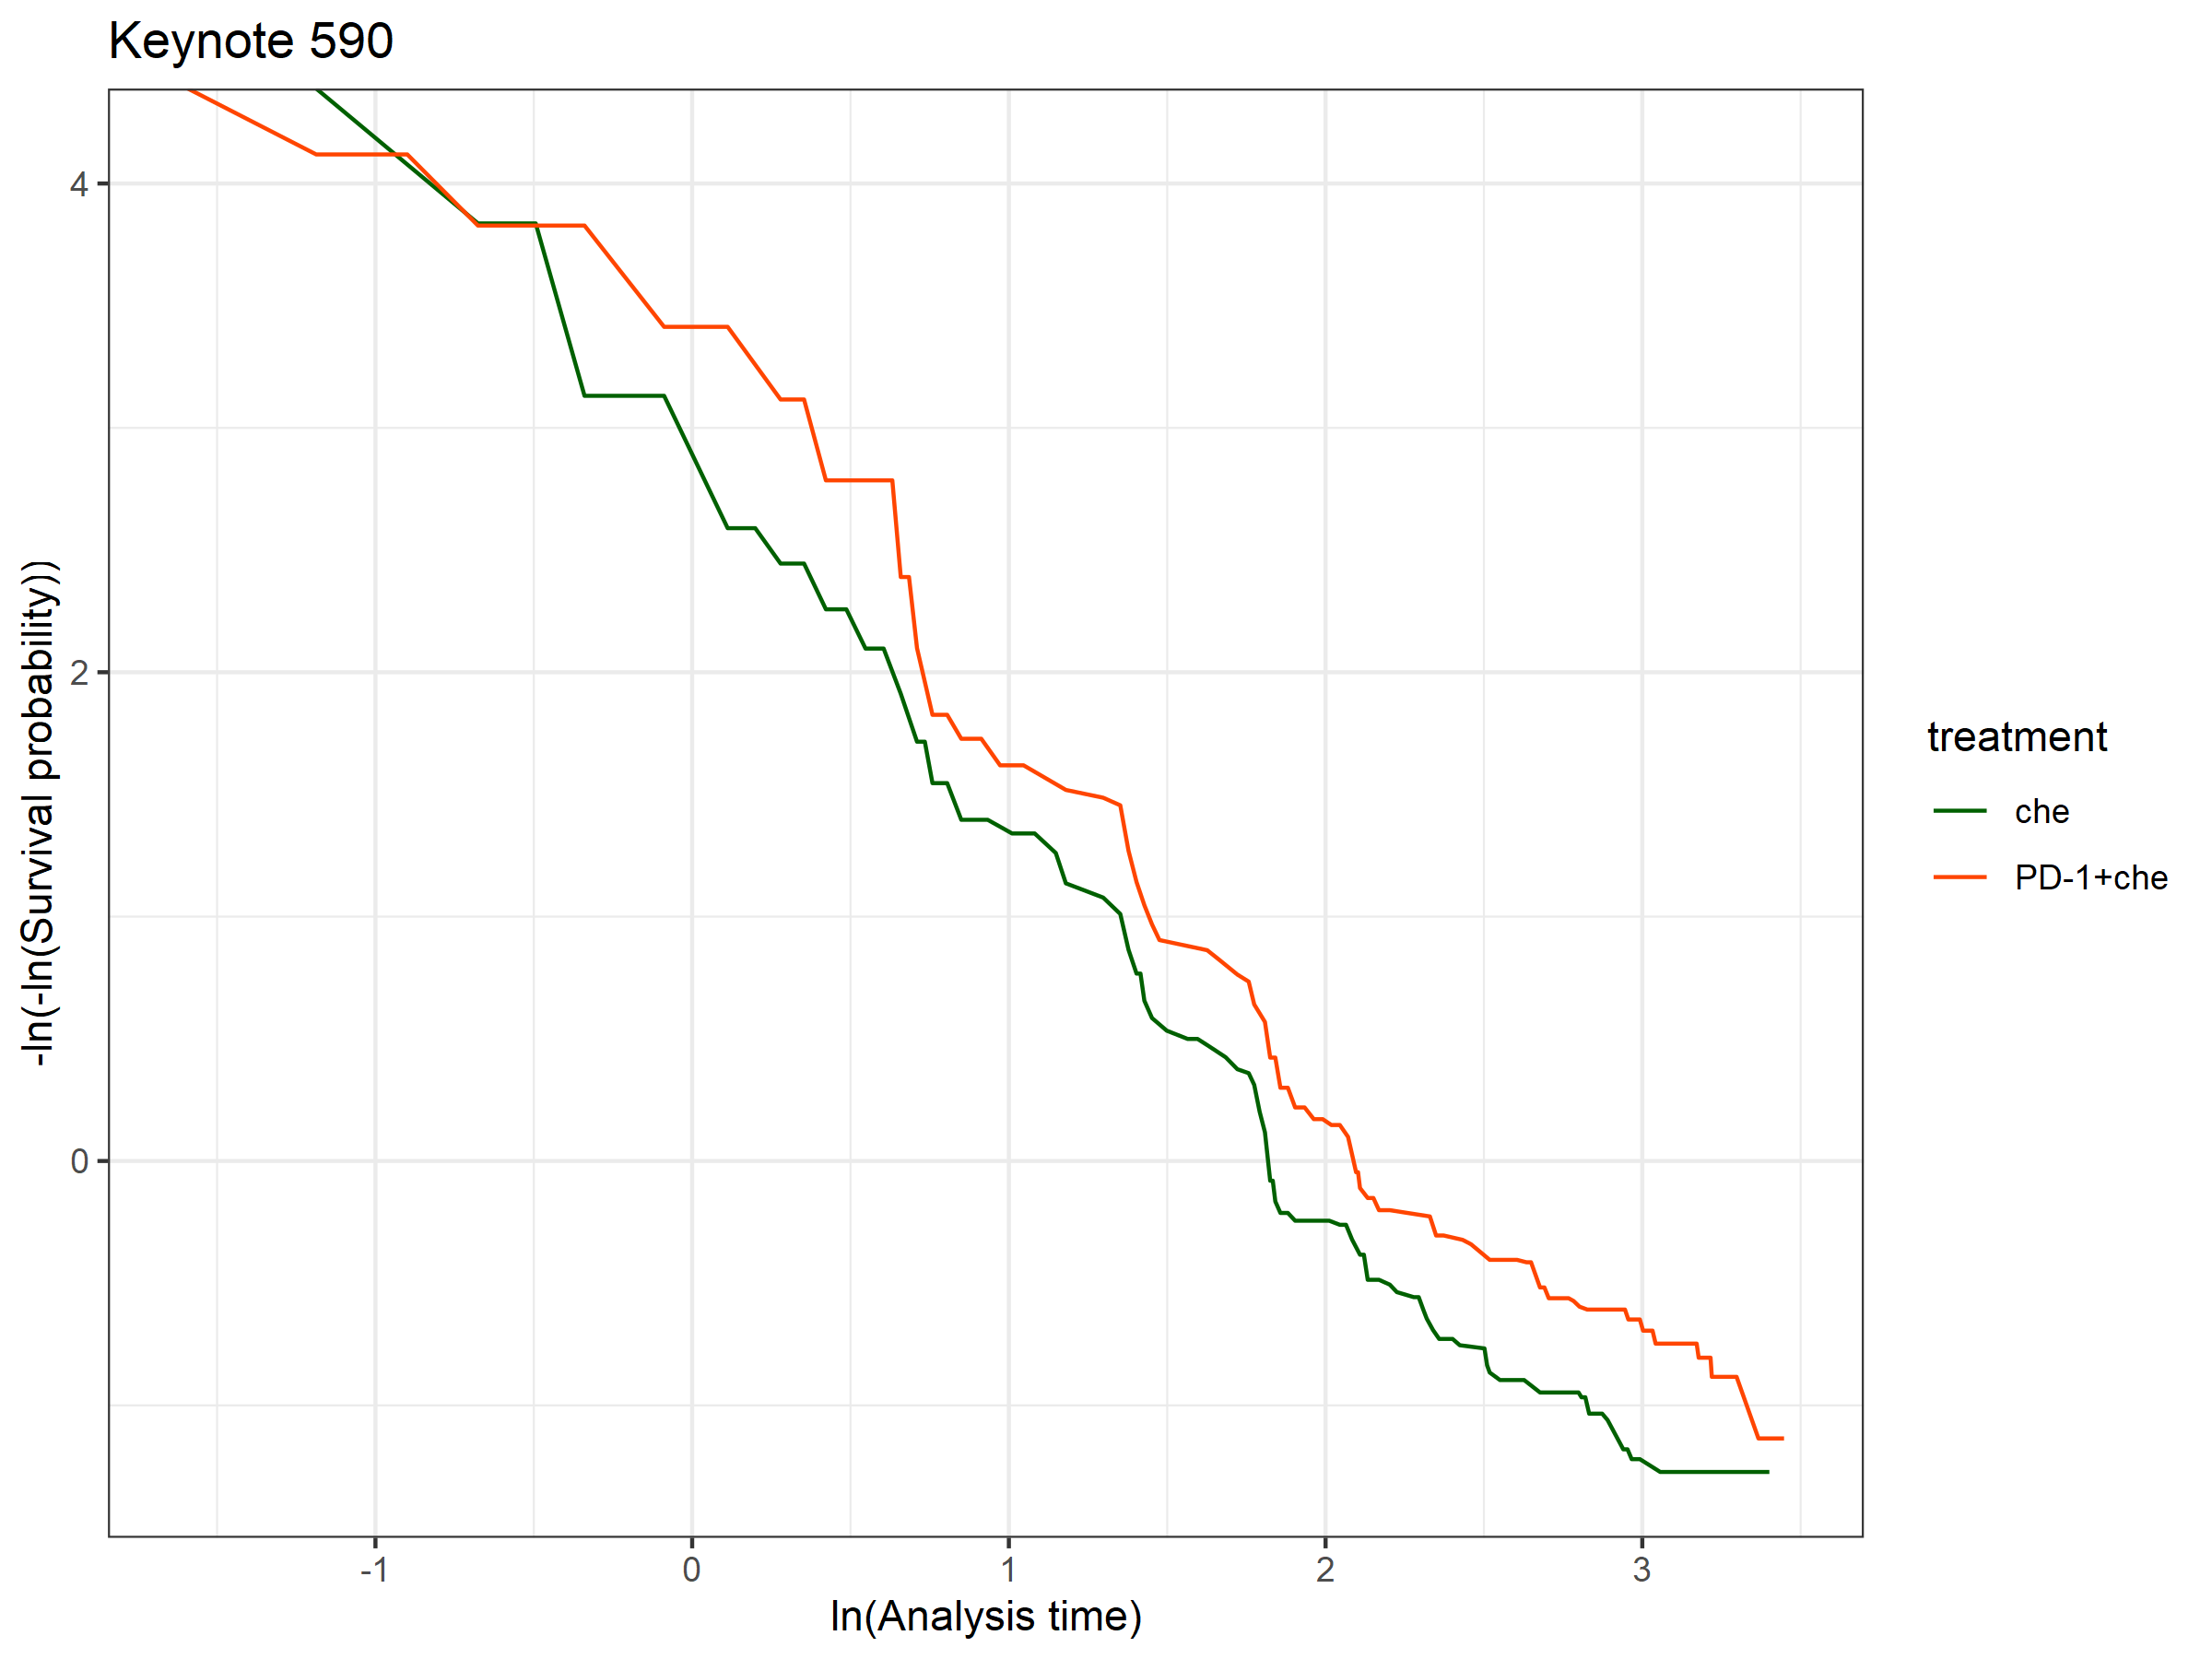 Keynote 590
-ln(-ln(Survival probability)))
4
2
0
-1
0
1
2
3
ln(Analysis time)
treatment
che
PD-1+che